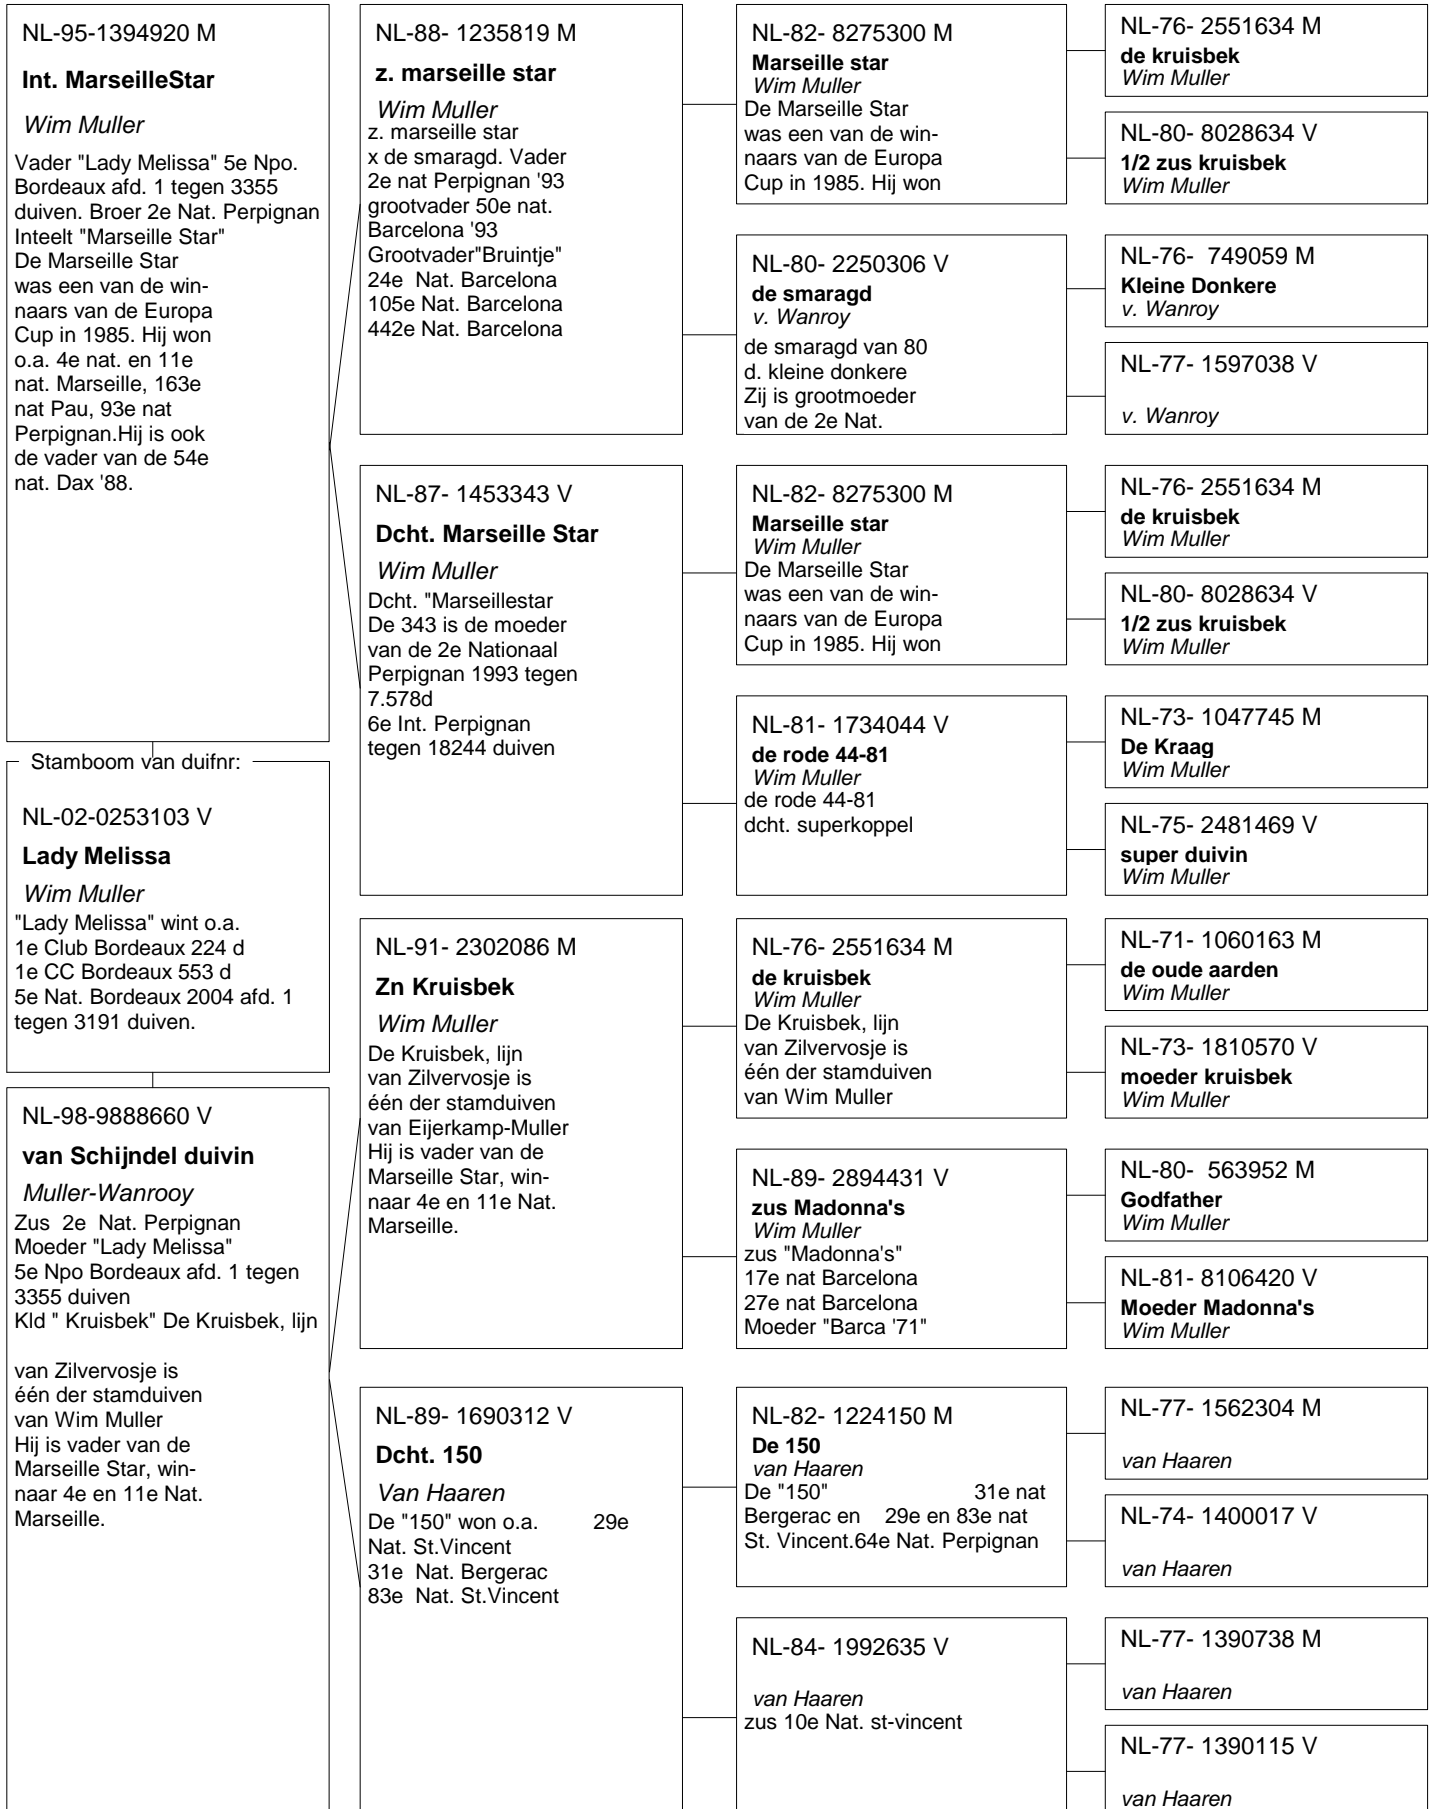 NL-95-1394920 M
Int. MarseilleStar
Wim Muller
Vader "Lady Melissa" 5e Npo.
Bordeaux afd. 1 tegen 3355
duiven. Broer 2e Nat. Perpignan
Inteelt "Marseille Star"
De Marseille Star
was een van de win-
naars van de Europa
Cup in 1985. Hij won
o.a. 4e nat. en 11e
nat. Marseille, 163e
nat Pau, 93e nat
Perpignan.Hij is ook
de vader van de 54e
nat. Dax '88.
Stamboom van duifnr:
NL-02-0253103 V
Lady Melissa
Wim Muller
"Lady Melissa" wint o.a.
1e Club Bordeaux 224 d
1e CC Bordeaux 553 d
5e Nat. Bordeaux 2004 afd. 1
tegen 3191 duiven.
NL-98-9888660 V
van Schijndel duivin
Muller-Wanrooy
Zus 2e Nat. Perpignan
Moeder "Lady Melissa"
5e Npo Bordeaux afd. 1 tegen
3355 duiven
Kld " Kruisbek" De Kruisbek, lijn
van Zilvervosje is
één der stamduiven
van Wim Muller
Hij is vader van de
Marseille Star, win-
naar 4e en 11e Nat.
Marseille.
NL-88- 1235819 M
z. marseille star
Wim Muller
z. marseille star
x de smaragd. Vader
2e nat Perpignan '93
grootvader 50e nat.
Barcelona '93
Grootvader"Bruintje"
24e Nat. Barcelona
105e Nat. Barcelona
442e Nat. Barcelona
NL-87- 1453343 V
Dcht. Marseille Star
Wim Muller
Dcht. "Marseillestar
De 343 is de moeder
van de 2e Nationaal
Perpignan 1993 tegen
7.578d
6e Int. Perpignan
tegen 18244 duiven
NL-91- 2302086 M
Zn Kruisbek
Wim Muller
De Kruisbek, lijn
van Zilvervosje is
één der stamduiven
van Eijerkamp-Muller
Hij is vader van de
Marseille Star, win-
naar 4e en 11e Nat.
Marseille.
NL-89- 1690312 V
Dcht. 150
Van Haaren
De "150" won o.a. 29e
Nat. St.Vincent
31e Nat. Bergerac
83e Nat. St.Vincent
NL-82- 8275300 M
Marseille star
Wim Muller
De Marseille Star
was een van de win-
naars van de Europa
Cup in 1985. Hij won
NL-80- 2250306 V
de smaragd
v. Wanroy
de smaragd van 80
d. kleine donkere
Zij is grootmoeder
van de 2e Nat.
NL-82- 8275300 M
Marseille star
Wim Muller
De Marseille Star
was een van de win-
naars van de Europa
Cup in 1985. Hij won
NL-81- 1734044 V
de rode 44-81
Wim Muller
de rode 44-81
dcht. superkoppel
NL-76- 2551634 M
de kruisbek
Wim Muller
De Kruisbek, lijn
van Zilvervosje is
één der stamduiven
van Wim Muller
NL-89- 2894431 V
zus Madonna's
Wim Muller
zus "Madonna's"
17e nat Barcelona
27e nat Barcelona
Moeder "Barca '71"
NL-82- 1224150 M
De 150
van Haaren
De "150" 31e nat
Bergerac en 29e en 83e nat
St. Vincent.64e Nat. Perpignan
NL-84- 1992635 V
van Haaren
zus 10e Nat. st-vincent
NL-76- 2551634 M
de kruisbek
Wim Muller
NL-80- 8028634 V
1/2 zus kruisbek
Wim Muller
NL-76- 749059 M
Kleine Donkere
v. Wanroy
NL-77- 1597038 V
v. Wanroy
NL-76- 2551634 M
de kruisbek
Wim Muller
NL-80- 8028634 V
1/2 zus kruisbek
Wim Muller
NL-73- 1047745 M
De Kraag
Wim Muller
NL-75- 2481469 V
super duivin
Wim Muller
NL-71- 1060163 M
de oude aarden
Wim Muller
NL-73- 1810570 V
moeder kruisbek
Wim Muller
NL-80- 563952 M
Godfather
Wim Muller
NL-81- 8106420 V
Moeder Madonna's
Wim Muller
NL-77- 1562304 M
van Haaren
NL-74- 1400017 V
van Haaren
NL-77- 1390738 M
van Haaren
NL-77- 1390115 V
van Haaren